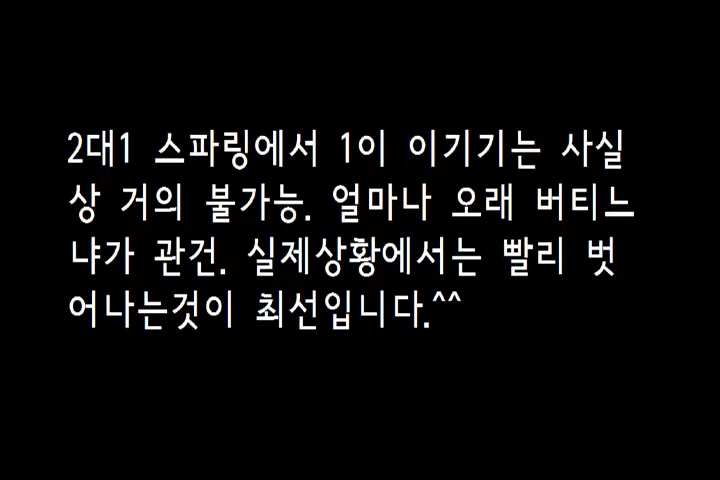 2대1 스파링에서 1이 이기기는 사실
상 거의 불가능. 얼마나 오래 버티느
냐가 관건. 실제상황에서는 빨리 벗
어나는것이 최선입니다.^^